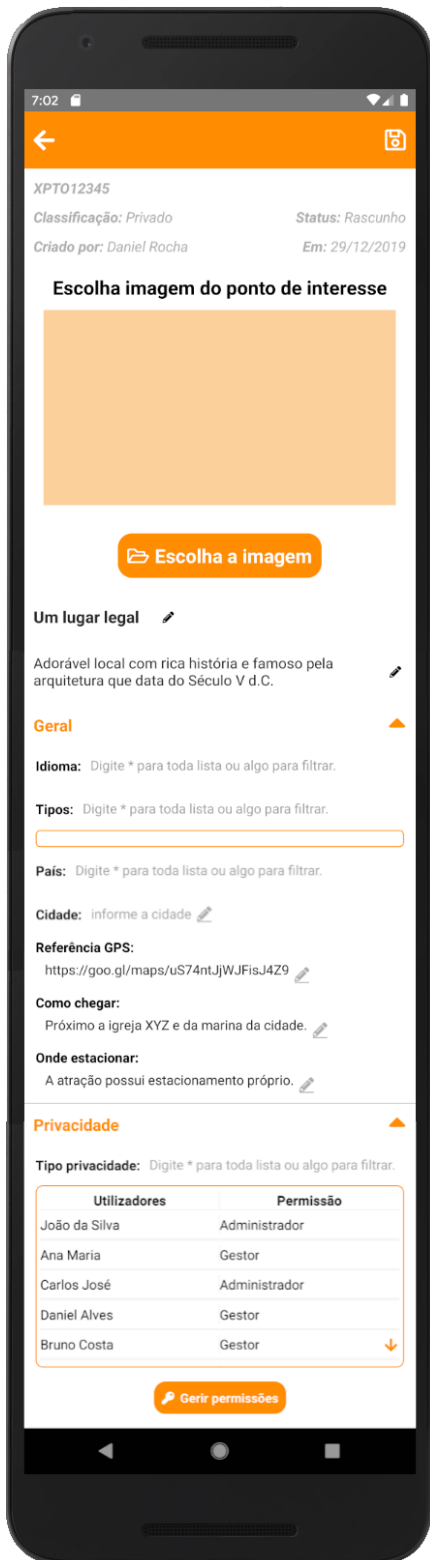 7:02
XPTO12345
Classificação: Privado Status: Rascunho
Criado por: Daniel Rocha Em: 29/12/2019
Escolha imagem do ponto de interesse
Escolha a imagem
Um lugar legal
Adorável local com rica história e famoso pela
arquitetura que data do Século V d.C.
Geral
Idioma: Digite * para toda lista ou algo para filtrar.
Tipos: Digite * para toda lista ou algo para filtrar.
País: Digite * para toda lista ou algo para filtrar.
Cidade: informe a cidade
Referência GPS:
https://goo.gl/maps/uS74ntJjWJFisJ4Z9
Como chegar:
Próximo a igreja XYZ e da marina da cidade.
Onde estacionar:
A atração possui estacionamento próprio.
Privacidade
Tipo privacidade: Digite * para toda lista ou algo para filtrar.
Utilizadores Permissão
João da Silva Administrador
Ana Maria Gestor
Carlos José Administrador
Daniel Alves Gestor
Bruno Costa Gestor
Gerir permissões